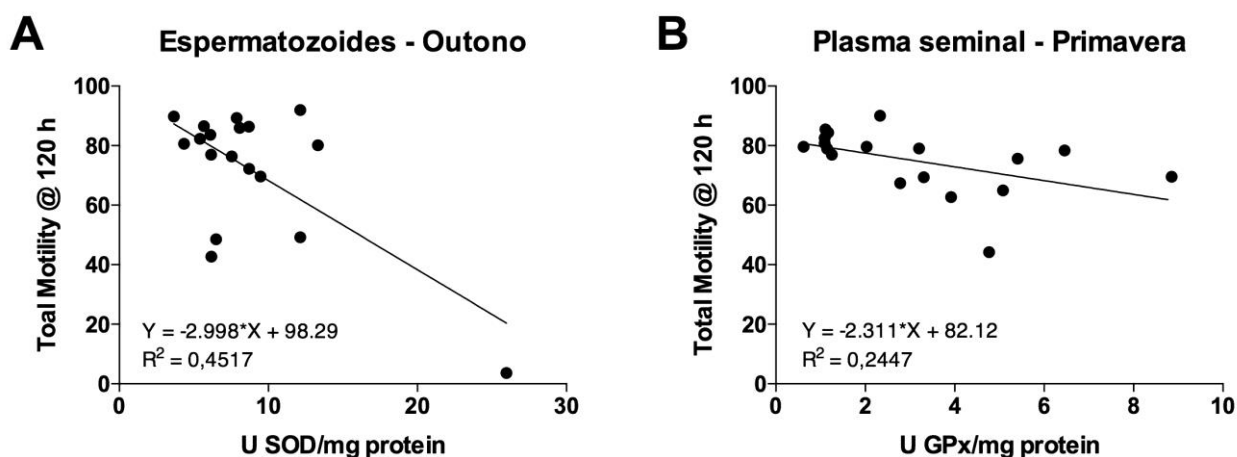 A
Espermatozoides - Outono
Toal Motility @ 120 h
100
80
60
40
20
0
Y = -2.998*X + 98.29
R² = 0,4517
0 10 20 30
U SOD/mg protein
B
Plasma seminal - Primavera
Total Motility @ 120 h
100
80
60
40
20
0
Y = -2.311*X + 82.12
R² = 0,2447
0 2 4 6 8 10
U GPx/mg protein